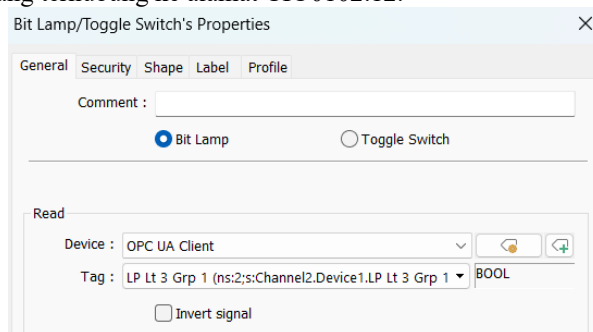 Bit Lamp/Toggle Switch's Properties
General Security Shape Label Profile
Comment :
Bit Lamp Toggle Switch
Read
Device : OPC UA Client
Tag : LP Lt 3 Grp 1 (ns:2;s:Channel2.Device1.LP Lt 3 Grp 1 BOOL
Invert signal